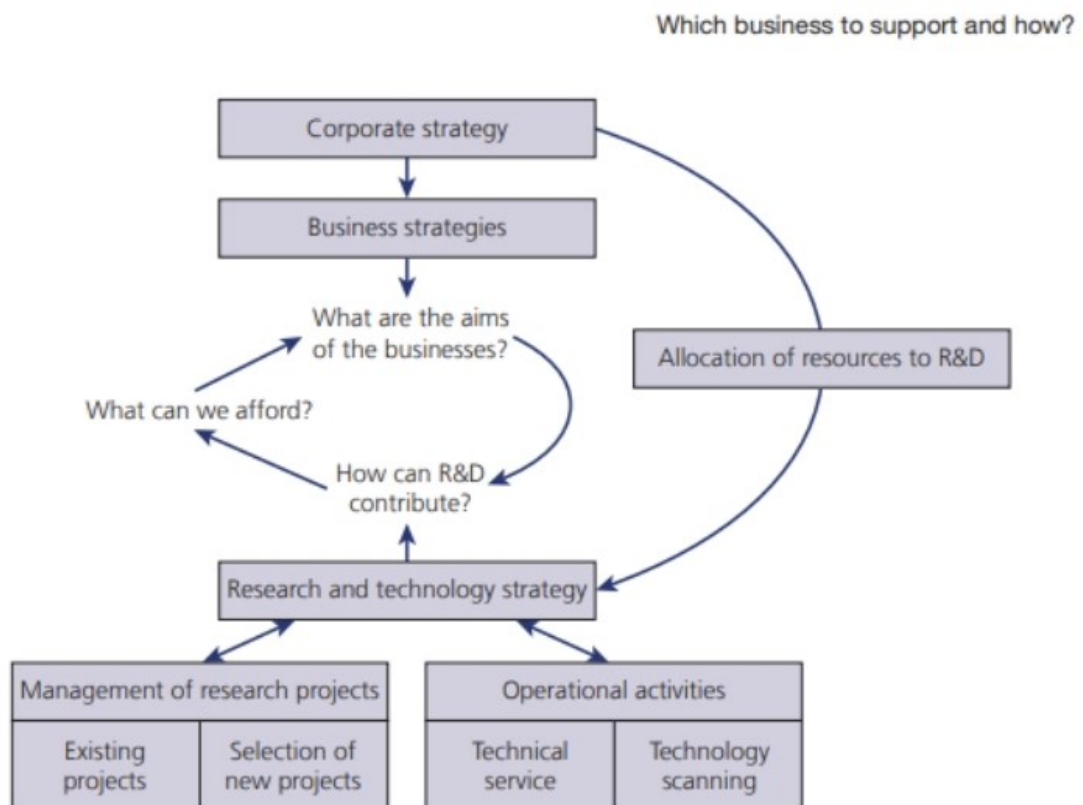 Which business to support and how?
Corporate strategy
Business strategies
What are the aims
of the businesses?
Allocation of resources to R&D
What can we afford?
How can R&D
contribute?
Research and technology strategy
Management of research projects
Existing
projects
Selection of
new projects
Operational activities
Technical
service
Technology
scanning